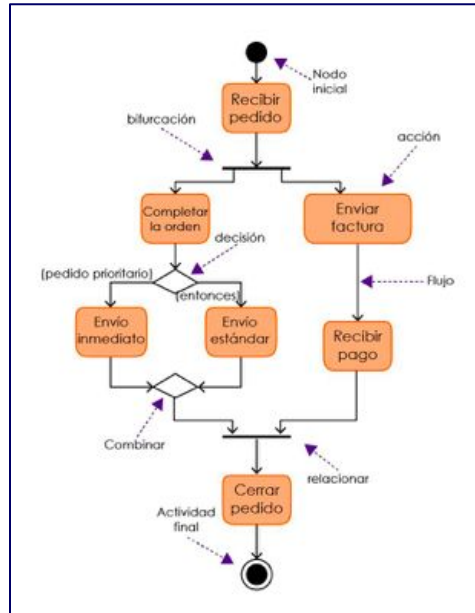 Nodo
inicial
Recibir
pedido
bifurcación
acción
Completar
la orden
Enviar
factura
decisión
(pedido prioritario)
(entonces)
Flujo
Envío
inmediato
Envío
estándar
Recibir
pago
Combinar
relacionar
Cerrar
pedido
Actividad
final